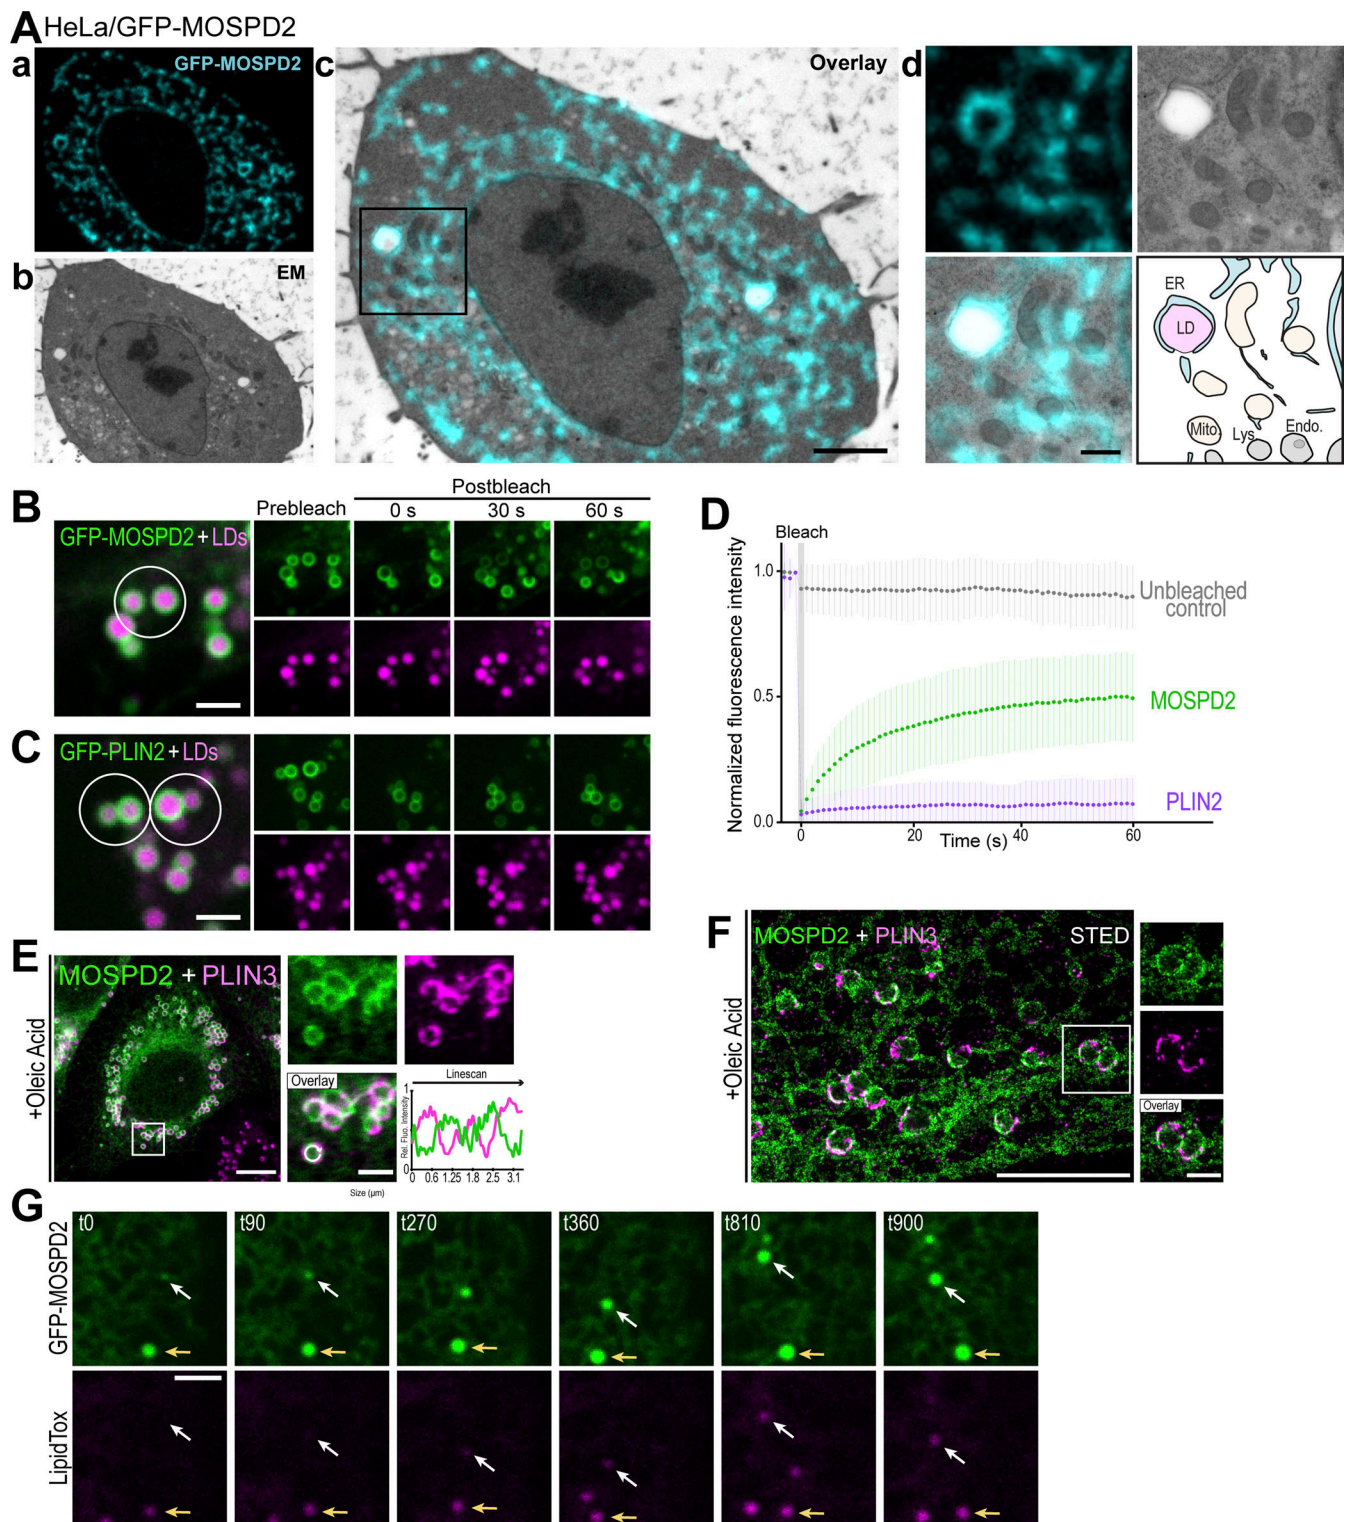 A HeLa/GFP-MOSPD2
a
GFP-MOSPD2
b
EM
c
Overlay
d
ER
LD
Mito
Lys
Endo.
B
GFP-MOSPD2 + LDs
Prebleach
Postbleach
0 s
30 s
60 s
C
GFP-PLIN2 + LDs
D
Bleach
Normalized fluorescence intensity
1.0
0.5
0.0
0
20
40
60
Time (s)
Unbleached
control
MOSPD2
PLIN2
E
+Oleic Acid
MOSPD2 + PLIN3
Overlay
Linescan
Rel. Fluo. Intensity
1
0
0 0.6 1.25 1.8 2.5 3.1
Size (µm)
F
+Oleic Acid
MOSPD2 + PLIN3
STED
Overlay
G
GFP-MOSPD2
t0
t90
t270
t360
t810
t900
LipidTox